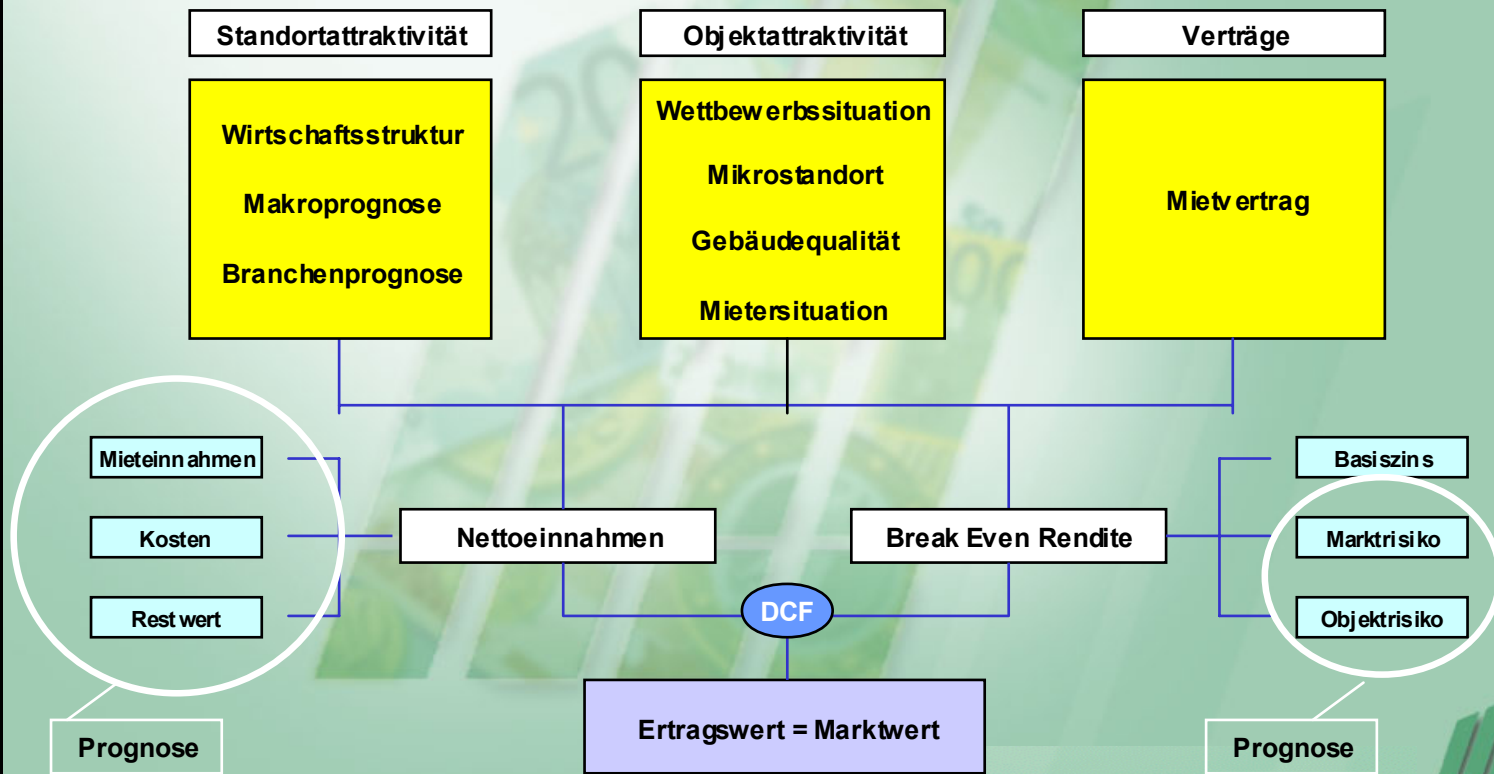 Standortattraktivität
Objektattraktivität
Verträge
Wirtschaftsstruktur
Makroprognose
Branchenprognose
Wettbewerbssituation
Mikrostandort
Gebäudequalität
Mietersituation
Mietvertrag
Mieteinnahmen
Kosten
Restwert
Nettoeinnahmen
Break Even Rendite
Basiszins
Marktrisiko
Objektrisiko
DCF
Ertragswert = Marktwert
Prognose
Prognose